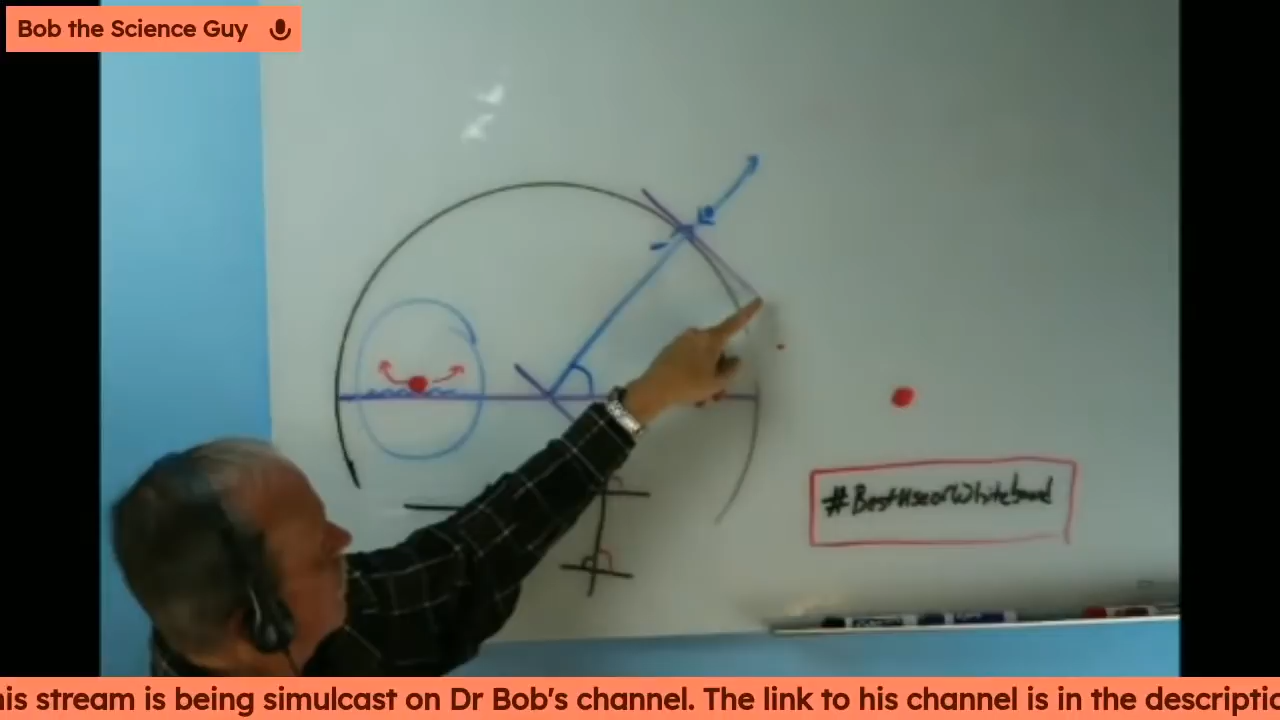 Bob the Science Guy
#BestUseofWhiteboard
his stream is being simulcast on Dr Bob's channel. The link to his channel is in the descriptio